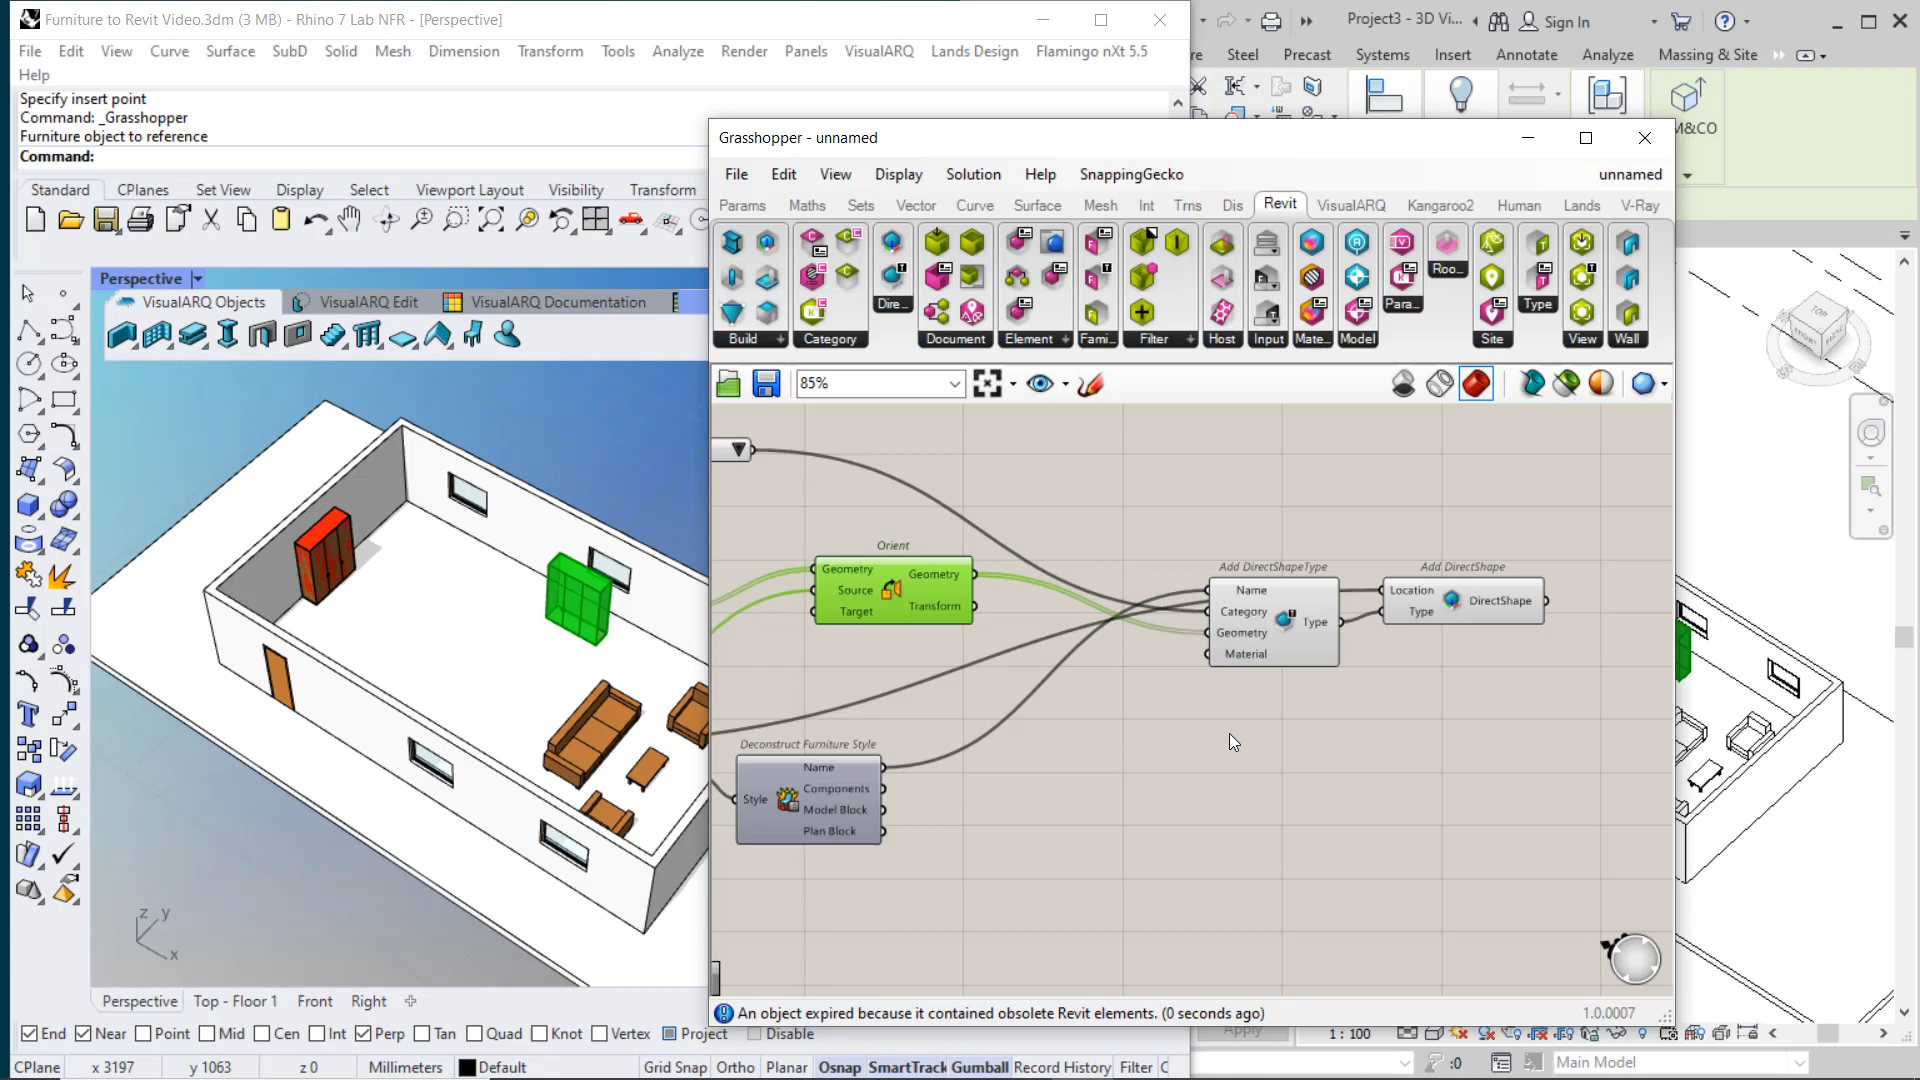 Furniture to Revit Video.3dm (3 MB) - Rhino 7 Lab NFR - [Perspective]
File Edit View Curve Surface SubD Solid Mesh Dimension Transform Tools Analyze Render Panels VisualARQ Lands Design Flamingo nXt 5.5
Help
Specify insert point
Command: _Grasshopper
Furniture object to reference
Command:
Standard CPlanes Set View Display Select Viewport Layout Visibility Transform
Perspective
VisualARQ Objects VisualARQ Edit VisualARQ Documentation
z y
x
Perspective Top - Floor 1 Front Right
End Near Point Mid Cen Int Perp Tan Quad Knot Vertex Project Disable
CPlane x 3197 y 1063 z 0 Millimeters Default Grid Snap Ortho Planar Osnap SmartTrack Gumball Record History Filter C
Project3 - 3D Vi... Sign In
re Steel Precast Systems Insert Annotate Analyze Massing & Site
M&CO
Grasshopper - unnamed
File Edit View Display Solution Help SnappingGecko unnamed
Params Maths Sets Vector Curve Surface Mesh Int Trns Dis Revit VisualARQ Kangaroo2 Human Lands V-Ray
Dire... Roo... Para... Type
Build Category Document Element Fami... Filter Host Input Mate... Model Site View Wall
85%
Orient
Geometry Geometry
Source
Target Transform
Add DirectShapeType
Name
Category
Geometry
Material
Type
Add DirectShape
Location
Type
DirectShape
Deconstruct Furniture Style
Style
Name
Components
Model Block
Plan Block
An object expired because it contained obsolete Revit elements. (0 seconds ago) 1.0.0007
TOP
Apply 1 : 100
:0 Main Model